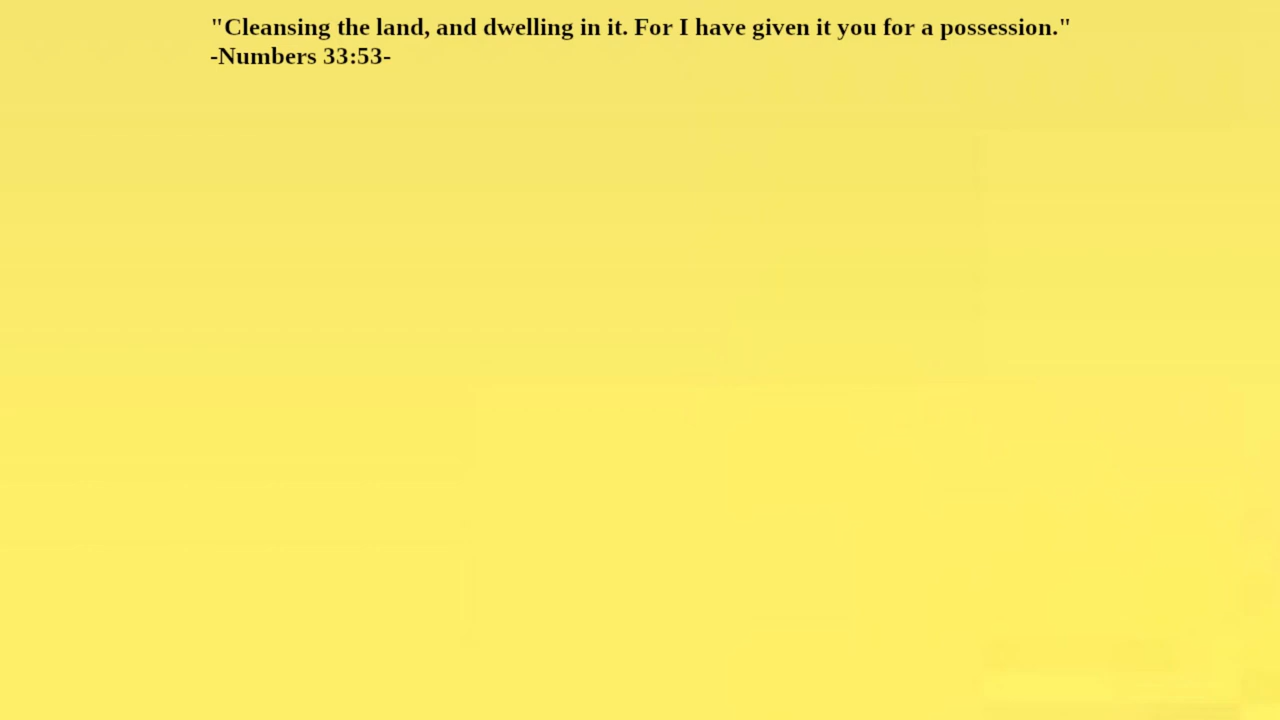 "Cleansing the land, and dwelling in it. For I have given it you for a possession."
-Numbers 33:53-